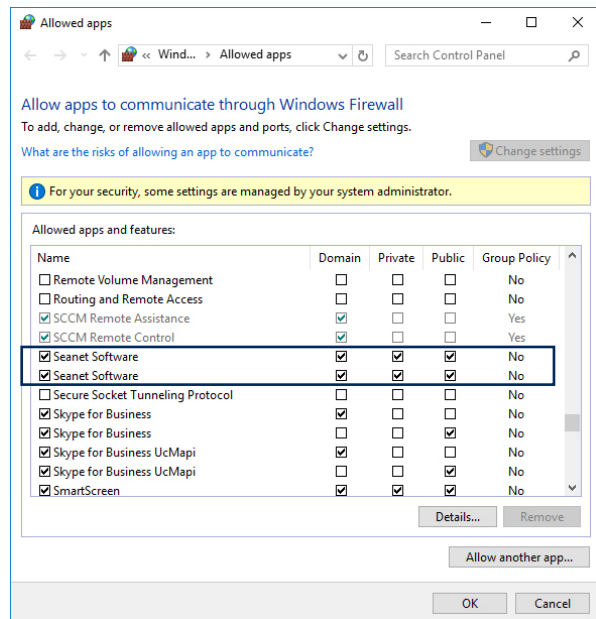 Allowed apps
« Wind... › Allowed apps
Search Control Panel
Allow apps to communicate through Windows Firewall
To add, change, or remove allowed apps and ports, click Change settings.
What are the risks of allowing an app to communicate?
Change settings
For your security, some settings are managed by your system administrator.
Allowed apps and features:
Name Domain Private Public Group Policy
Remote Volume Management No
Routing and Remote Access No
SCCM Remote Assistance Yes
SCCM Remote Control Yes
Seanet Software No
Seanet Software No
Secure Socket Tunneling Protocol No
Skype for Business No
Skype for Business No
Skype for Business UcMapi No
Skype for Business UcMapi No
SmartScreen No
Details... Remove
Allow another app...
OK Cancel